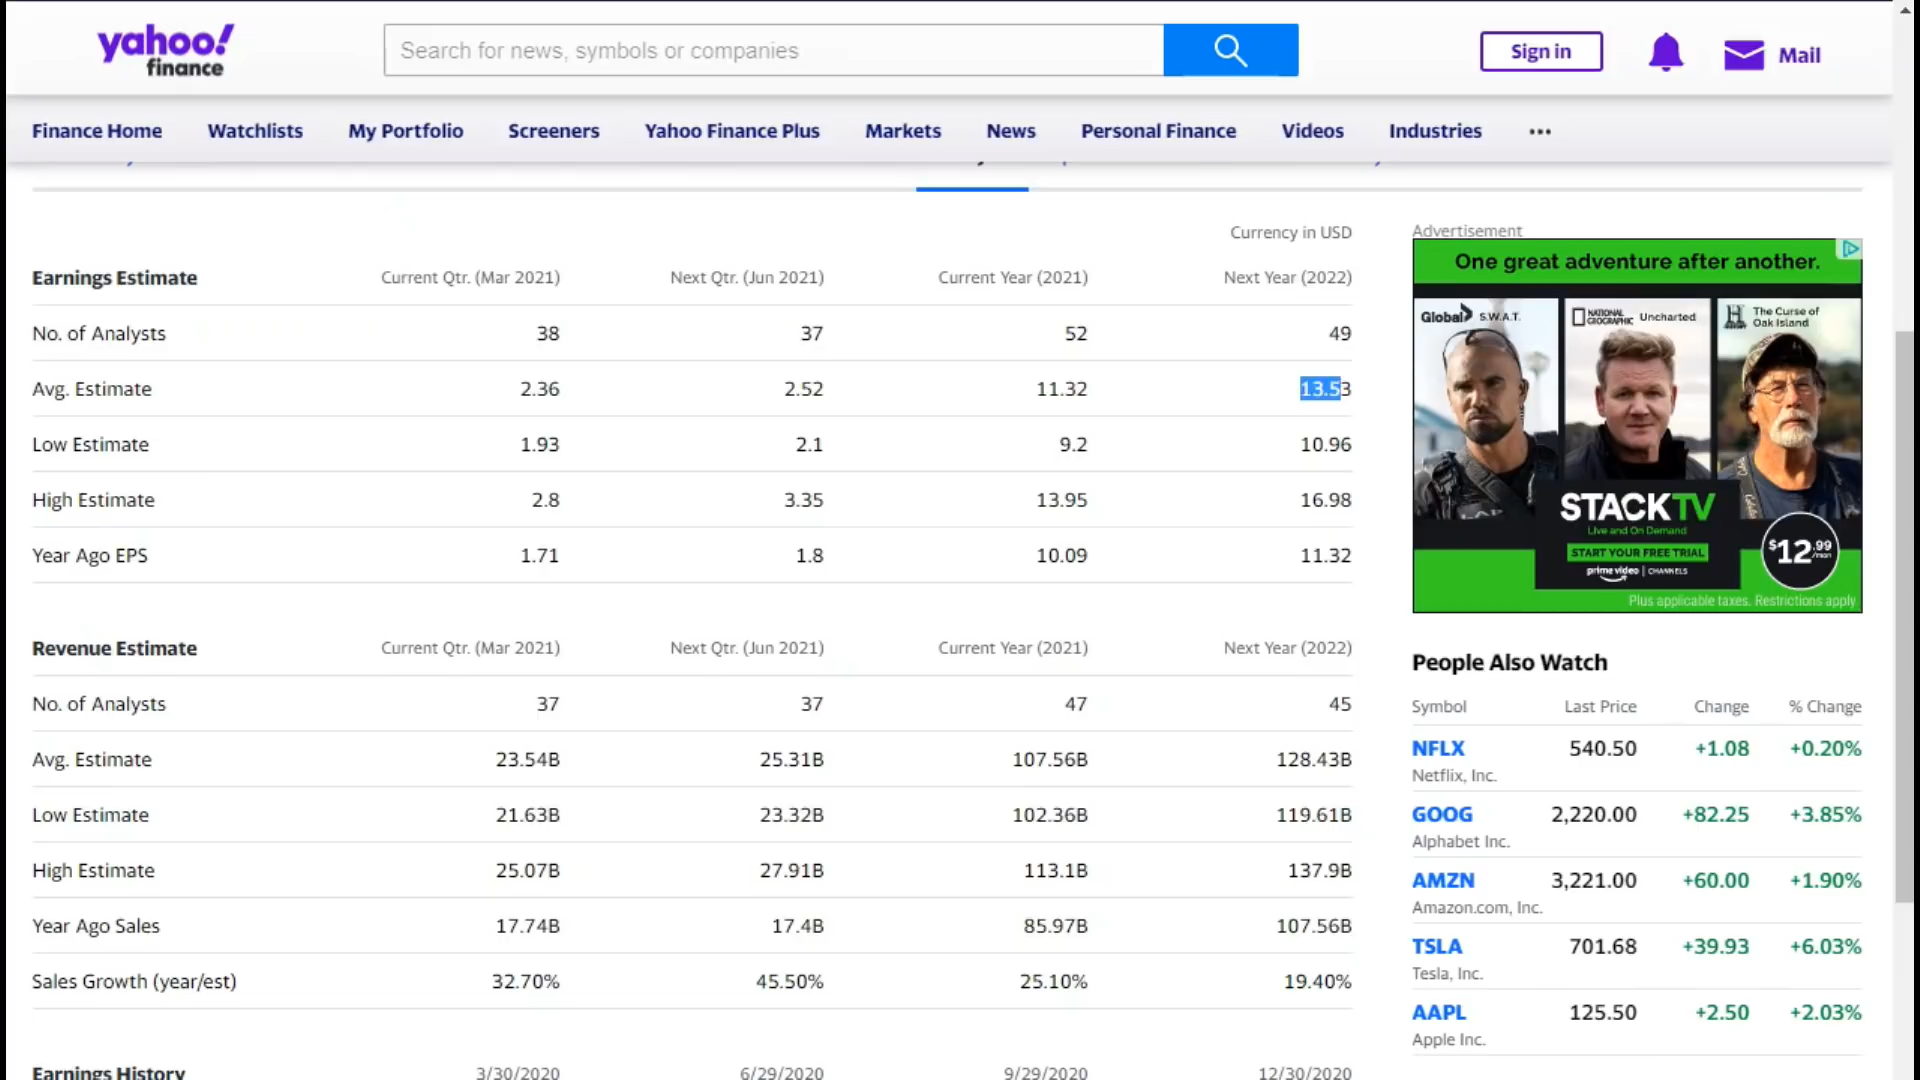 yahoo!
finance
Search for news, symbols or companies
Sign in
Mail
Finance Home Watchlists My Portfolio Screeners Yahoo Finance Plus Markets News Personal Finance Videos Industries •••
Currency in USD
Earnings Estimate Current Qtr. (Mar 2021) Next Qtr. (Jun 2021) Current Year (2021) Next Year (2022)
No. of Analysts 38 37 52 49
Avg. Estimate 2.36 2.52 11.32 13.53
Low Estimate 1.93 2.1 9.2 10.96
High Estimate 2.8 3.35 13.95 16.98
Year Ago EPS 1.71 1.8 10.09 11.32
Revenue Estimate Current Qtr. (Mar 2021) Next Qtr. (Jun 2021) Current Year (2021) Next Year (2022)
No. of Analysts 37 37 47 45
Avg. Estimate 23.54B 25.31B 107.56B 128.43B
Low Estimate 21.63B 23.32B 102.36B 119.61B
High Estimate 25.07B 27.91B 113.1B 137.9B
Year Ago Sales 17.74B 17.4B 85.97B 107.56B
Sales Growth (year/est) 32.70% 45.50% 25.10% 19.40%
Earnings History 3/30/2020 6/29/2020 9/29/2020 12/30/2020
Advertisement
One great adventure after another.
Global S.W.A.T.
NATIONAL GEOGRAPHIC Uncharted
H HISTORY The Curse of
Oak Island
STACKTV
Live and On Demand
START YOUR FREE TRIAL
prime video | CHANNELS
$12.99
/mon
Plus applicable taxes. Restrictions apply
People Also Watch
Symbol Last Price Change % Change
NFLX 540.50 +1.08 +0.20%
Netflix, Inc.
GOOG 2,220.00 +82.25 +3.85%
Alphabet Inc.
AMZN 3,221.00 +60.00 +1.90%
Amazon.com, Inc.
TSLA 701.68 +39.93 +6.03%
Tesla, Inc.
AAPL 125.50 +2.50 +2.03%
Apple Inc.